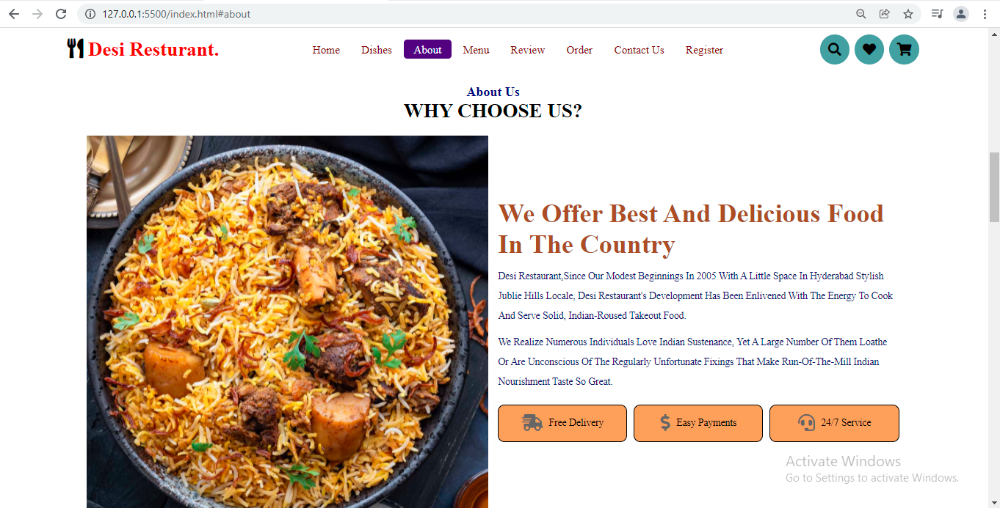 127.0.0.1:5500/index.html#about
Desi Resturant.
Home Dishes About Menu Review Order Contact Us Register
About Us
WHY CHOOSE US?
We Offer Best And Delicious Food
In The Country
Desi Restaurant,Since Our Modest Beginnings In 2005 With A Little Space In Hyderabad Stylish
Jublie Hills Locale, Desi Restaurant's Development Has Been Enlivened With The Energy To Cook
And Serve Solid, Indian-Roused Takeout Food.
We Realize Numerous Individuals Love Indian Sustenance, Yet A Large Number Of Them Loathe
Or Are Unconscious Of The Regularly Unfortunate Fixings That Make Run-Of-The-Mill Indian
Nourishment Taste So Great.
Free Delivery Easy Payments 24/7 Service
Activate Windows
Go to Settings to activate Windows.